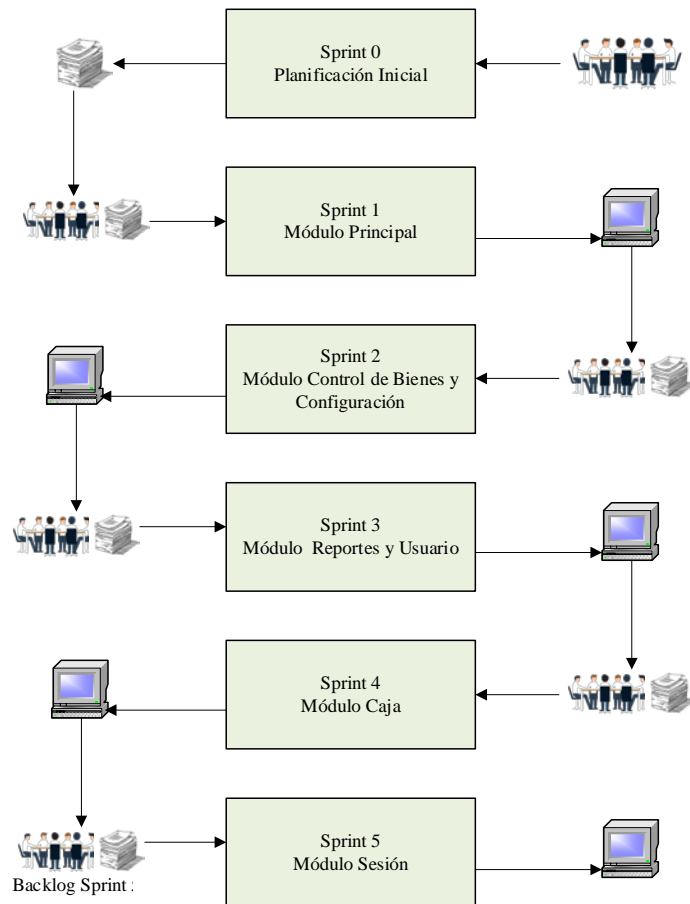 Sprint 0
Planificación Inicial
Sprint 1
Módulo Principal
Sprint 2
Módulo Control de Bienes y
Configuración
Sprint 3
Módulo  Reportes y Usuario
Sprint 4
Módulo Caja
Sprint 5
Módulo Sesión
Backlog Sprint